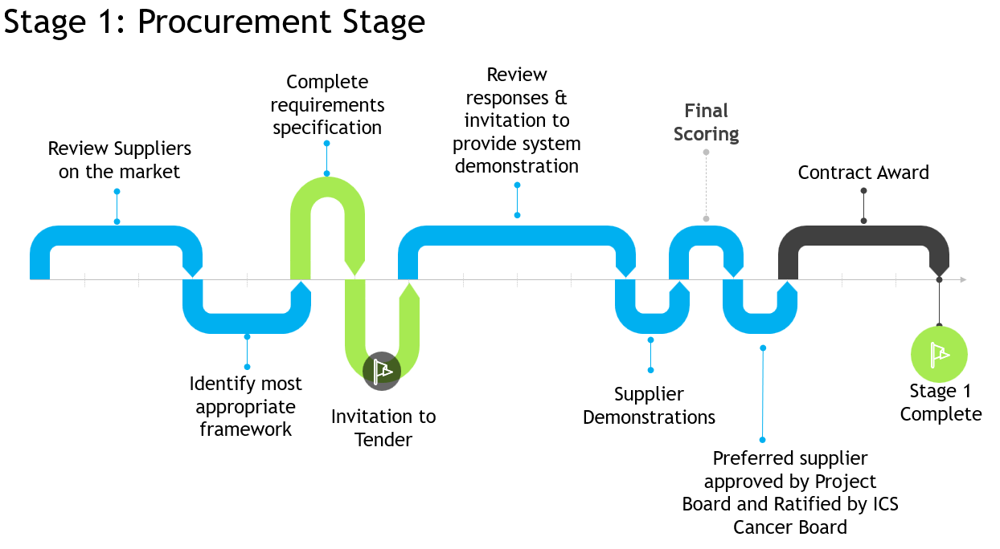 Stage 1: Procurement Stage
Review Suppliers
on the market
Identify most
appropriate
framework
Complete
requirements
specification
Invitation to
Tender
Review
responses &
invitation to
provide system
demonstration
Supplier
Demonstrations
Final
Scoring
Preferred supplier
approved by Project
Board and Ratified by ICS
Cancer Board
Contract Award
Stage 1
Complete